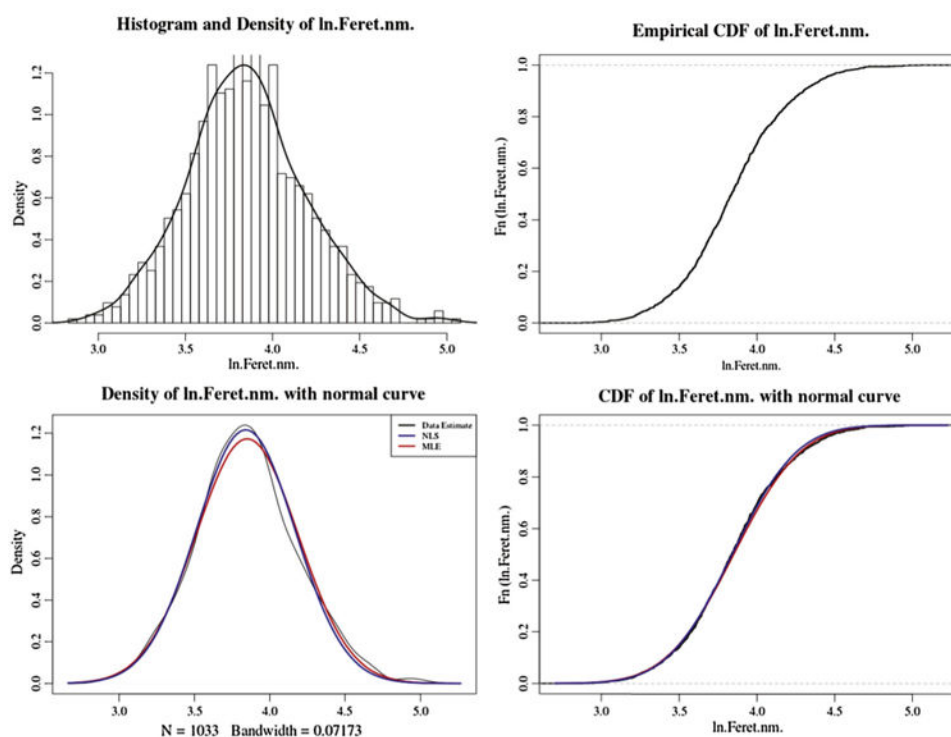 Histogram and Density of ln.Feret.nm.
Density
0.0 0.2 0.4 0.6 0.8 1.0 1.2
3.0 3.5 4.0 4.5 5.0
ln.Feret.nm.
Empirical CDF of ln.Feret.nm.
Fn (ln.Feret.nm.)
0.0 0.2 0.4 0.6 0.8 1.0
3.0 3.5 4.0 4.5 5.0
ln.Feret.nm.
Density of ln.Feret.nm. with normal curve
Density
0.0 0.2 0.4 0.6 0.8 1.0 1.2
Data Estimate
NLS
MLE
3.0 3.5 4.0 4.5 5.0
N = 1033 Bandwidth = 0.07173
CDF of ln.Feret.nm. with normal curve
Fn (ln.Feret.nm.)
0.0 0.2 0.4 0.6 0.8 1.0
3.0 3.5 4.0 4.5 5.0
ln.Feret.nm.